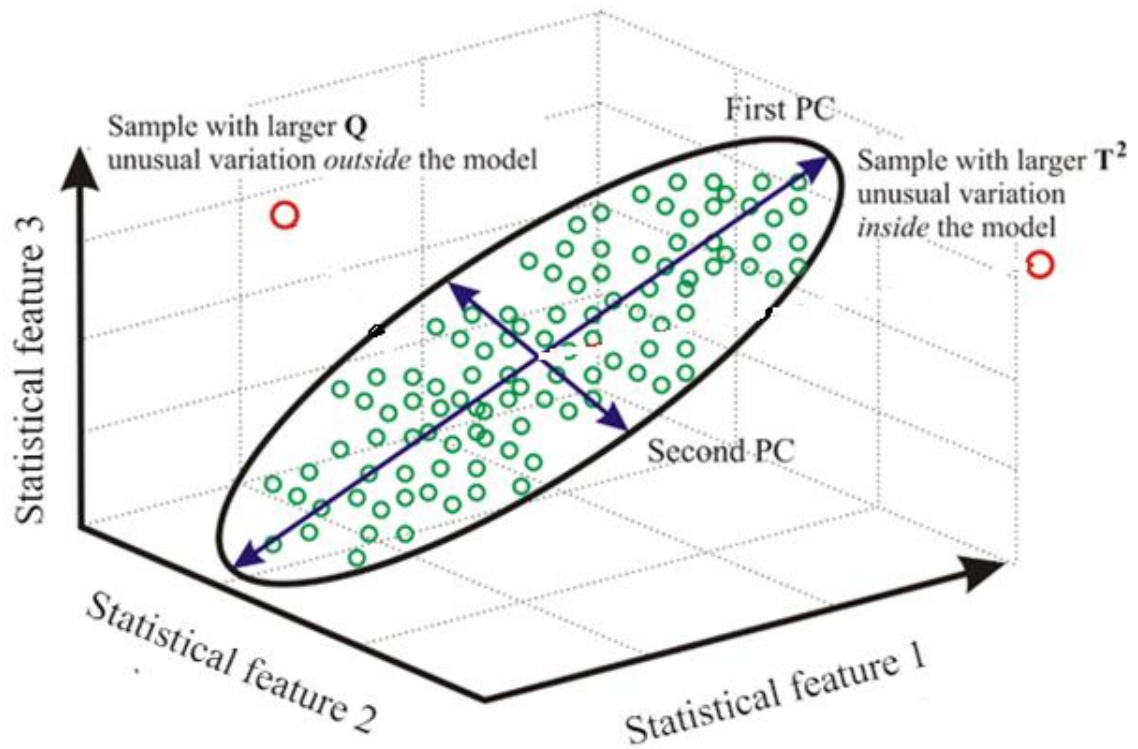 First PC
Sample with larger Q
unusual variation outside the model
Sample with larger T²
unusual variation
inside the model
Statistical feature 3
Second PC
Statistical feature 2
Statistical feature 1